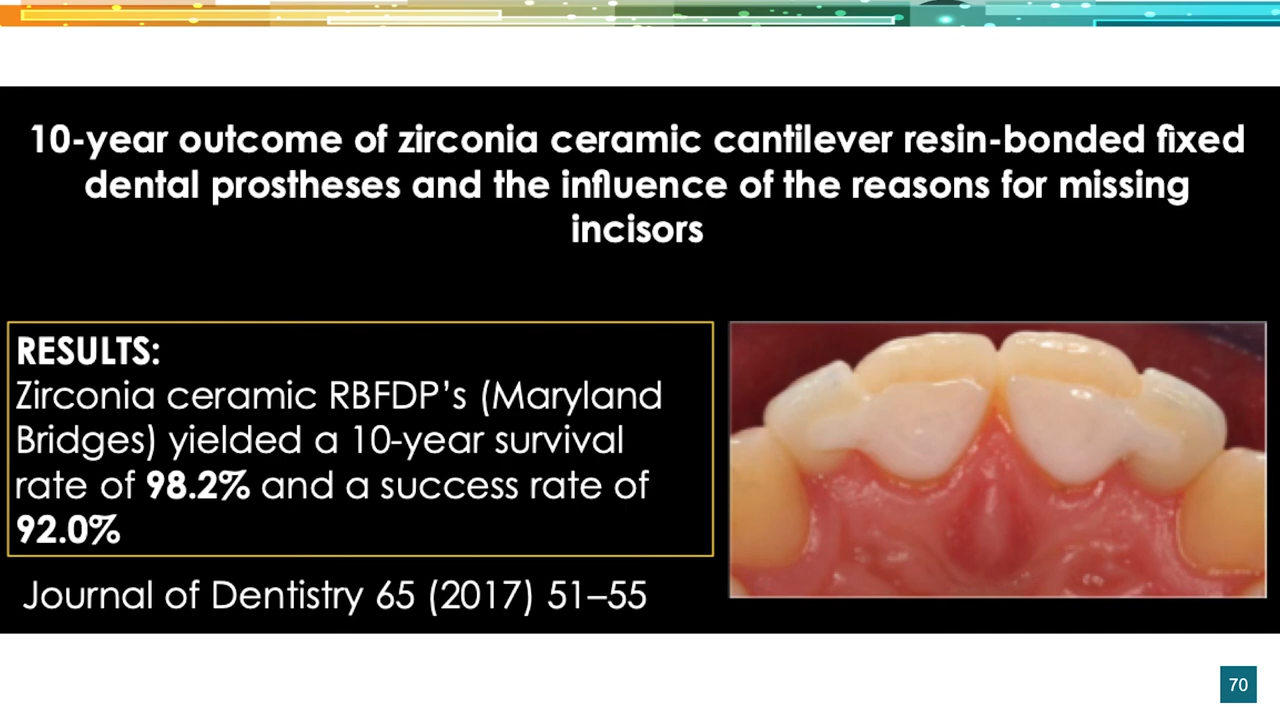 10-year outcome of zirconia ceramic cantilever resin-bonded fixed
dental prostheses and the influence of the reasons for missing
incisors
RESULTS:
Zirconia ceramic RBFDP’s (Maryland
Bridges) yielded a 10-year survival
rate of 98.2% and a success rate of
92.0%
Journal of Dentistry 65 (2017) 51–55
70